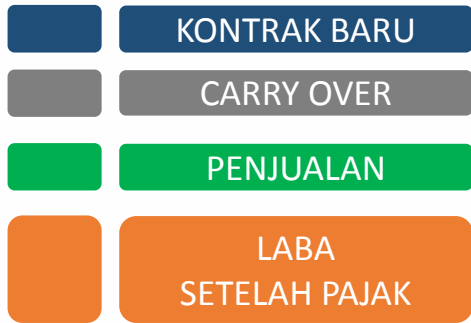 KONTRAK BARU
CARRY OVER
PENJUALAN
LABA
SETELAH PAJAK